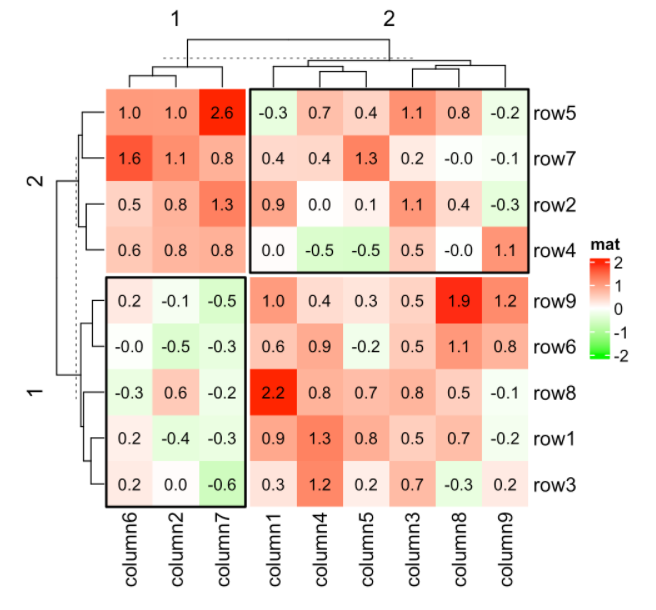 1 2
2
1.0 1.0 2.6 -0.3 0.7 0.4 1.1 0.8 -0.2 row5
1.6 1.1 0.8 0.4 0.4 1.3 0.2 -0.0 -0.1 row7
0.5 0.8 1.3 0.9 0.0 0.1 1.1 0.4 -0.3 row2
0.6 0.8 0.8 0.0 -0.5 -0.5 0.5 -0.0 1.1 row4
1
0.2 -0.1 -0.5 1.0 0.4 0.3 0.5 1.9 1.2 row9
-0.0 -0.5 -0.3 0.6 0.9 -0.2 0.5 1.1 0.8 row6
-0.3 0.6 -0.2 2.2 0.8 0.7 0.8 0.5 -0.1 row8
0.2 -0.4 -0.3 0.9 1.3 0.8 0.5 0.7 -0.2 row1
0.2 0.0 -0.6 0.3 1.2 0.2 0.7 -0.3 0.2 row3
column6 column2 column7 column1 column4 column5 column3 column8 column9
mat
2
1
0
-1
-2